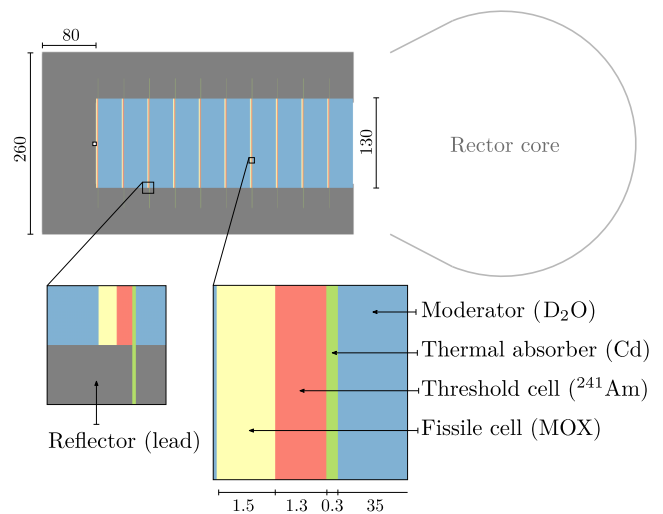 80
260
130
Rector core
Moderator (D₂O)
Thermal absorber (Cd)
Threshold cell (²⁴¹Am)
Fissile cell (MOX)
Reflector (lead)
1.5 1.3 0.3 35